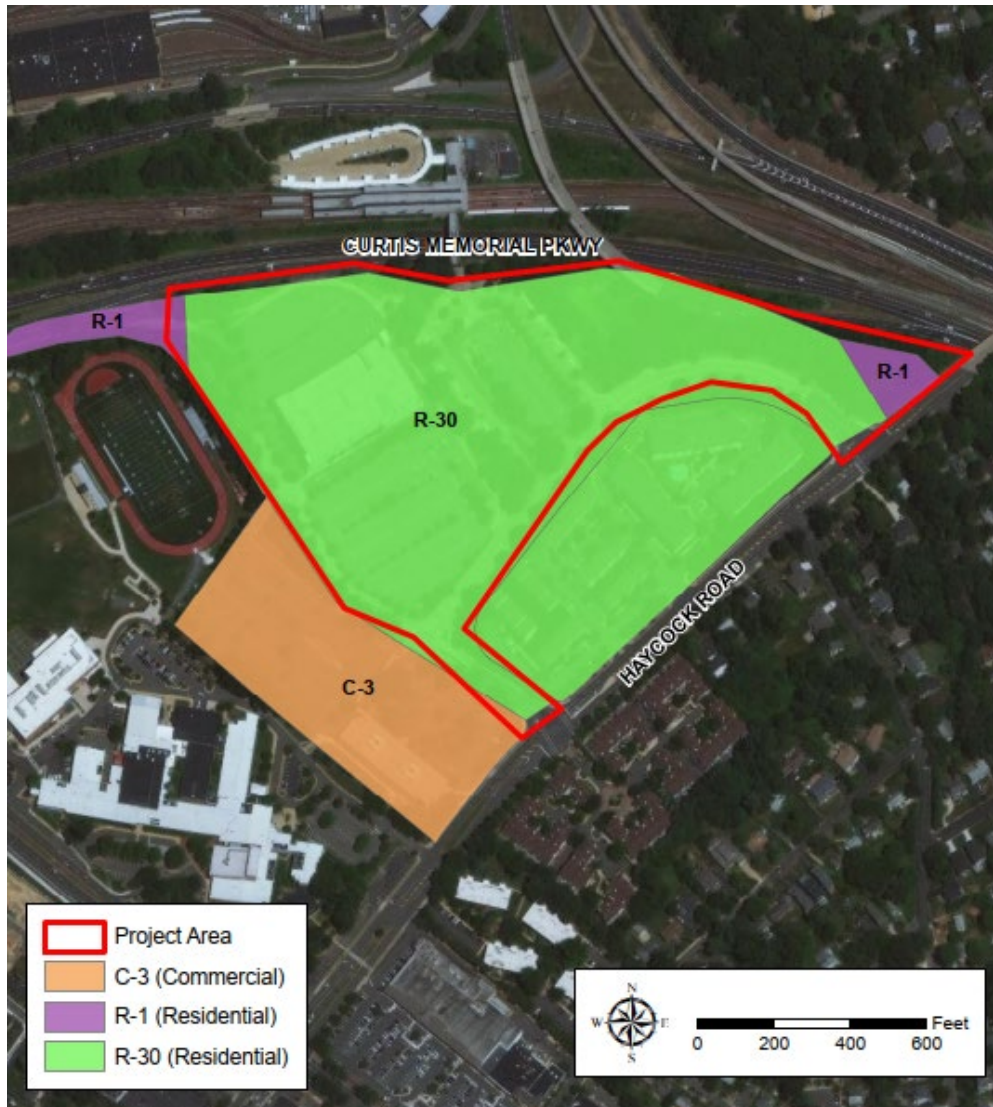 CURTIS MEMORIAL PKWY
R-1
R-1
R-30
HAYCOCK ROAD
C-3
Project Area
C-3 (Commercial)
R-1 (Residential)
R-30 (Residential)
N
W E
S
Feet
0 200 400 600